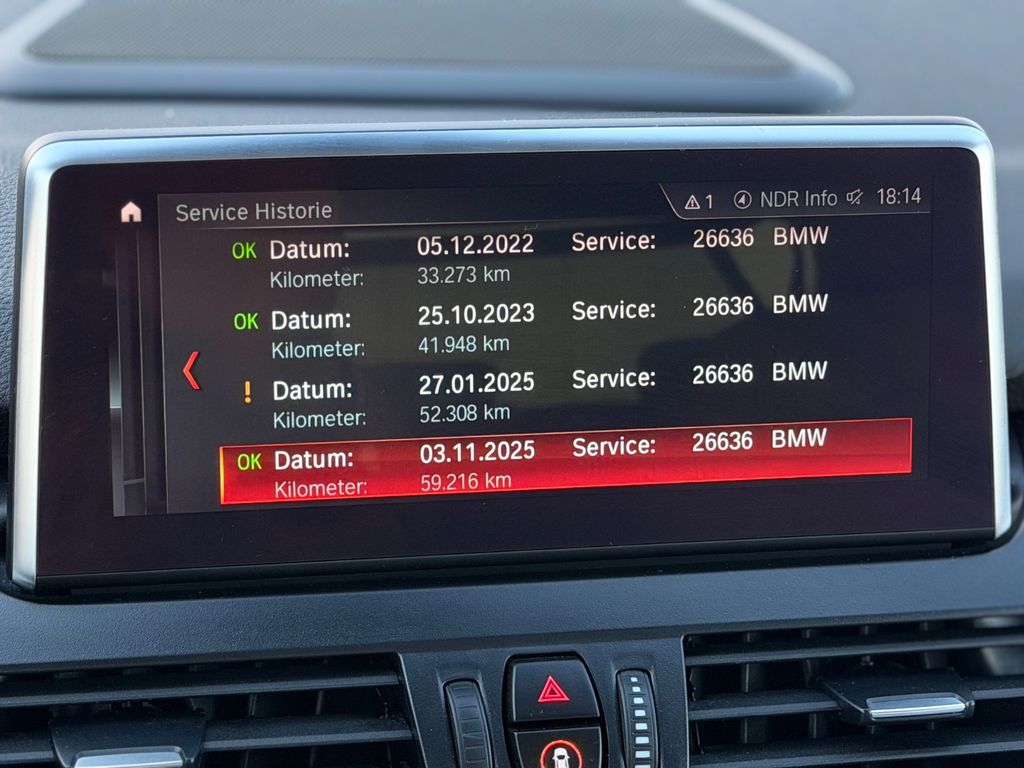 Service Historie 1 NDR Info 18:14
OK Datum: 05.12.2022 Service: 26636 BMW
Kilometer: 33.273 km
OK Datum: 25.10.2023 Service: 26636 BMW
Kilometer: 41.948 km
! Datum: 27.01.2025 Service: 26636 BMW
Kilometer: 52.308 km
OK Datum: 03.11.2025 Service: 26636 BMW
Kilometer: 59.216 km